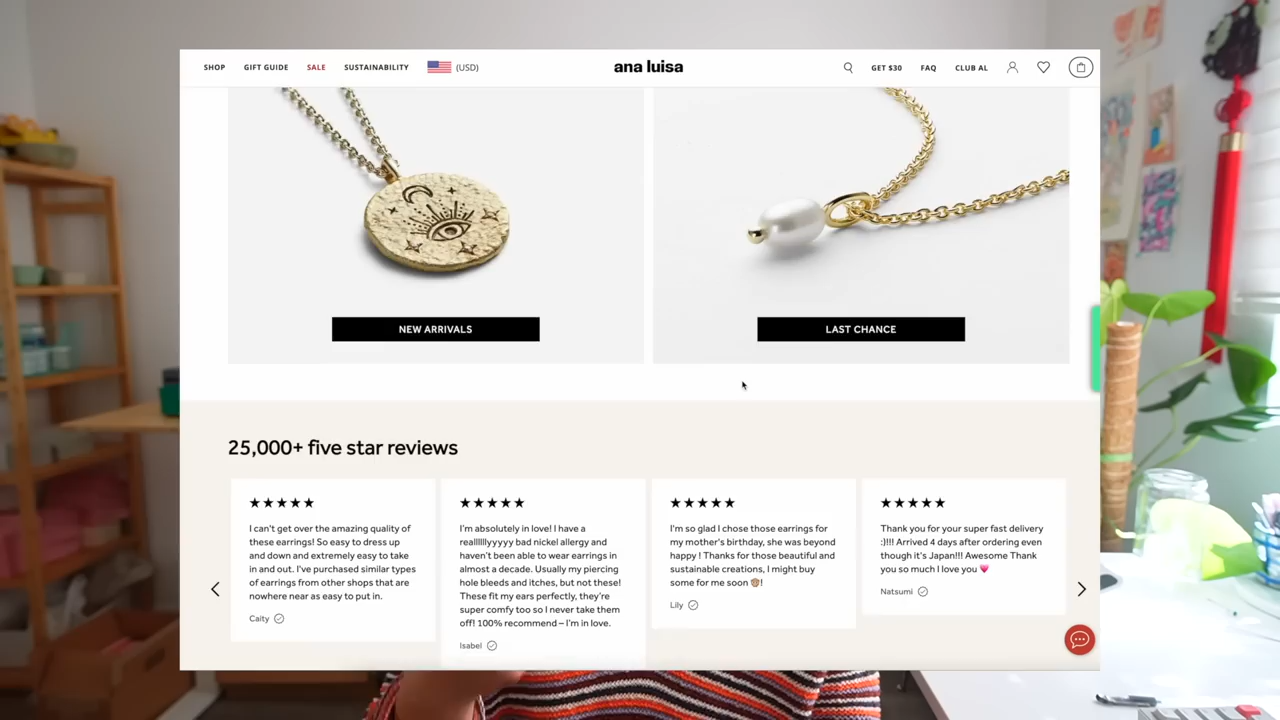 SHOP GIFT GUIDE SALE SUSTAINABILITY (USD) ana luisa GET $30 FAQ CLUB AL
NEW ARRIVALS LAST CHANCE
25,000+ five star reviews
I can't get over the amazing quality of
these earrings! So easy to dress up
and down and extremely easy to take
in and out. I've purchased similar types
of earrings from other shops that are
nowhere near as easy to put in.
Caity
I'm absolutely in love! I have a
reallllllyyyyy bad nickel allergy and
haven't been able to wear earrings in
almost a decade. Usually my piercing
hole bleeds and itches, but not these!
These fit my ears perfectly, they're
super comfy too so I never take them
off! 100% recommend – I'm in love.
Isabel
I'm so glad I chose those earrings for
my mother's birthday, she was beyond
happy ! Thanks for those beautiful and
sustainable creations, I might buy
some for me soon 🙊!
Lily
Thank you for your super fast delivery
:)!!! Arrived 4 days after ordering even
though it's Japan!!! Awesome Thank
you so much I love you 💗
Natsumi